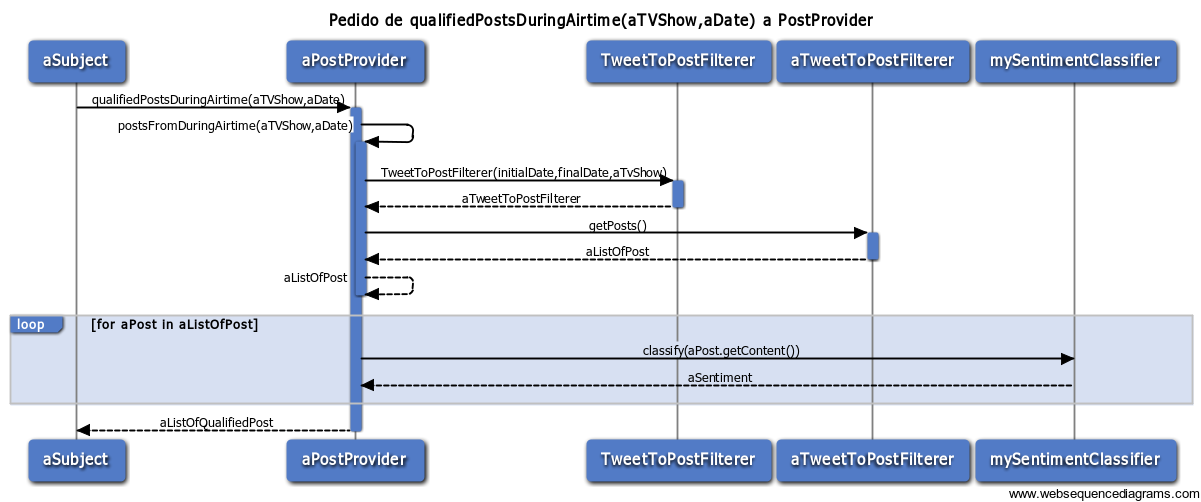 Pedido de qualifiedPostsDuringAirtime(aTVShow,aDate) a PostProvider
aSubject
aPostProvider
TweetToPostFilterer
aTweetToPostFilterer
mySentimentClassifier
qualifiedPostsDuringAirtime(aTVShow,aDate)
postsFromDuringAirtime(aTVShow,aDate)
TweetToPostFilterer(initialDate,finalDate,aTvShow)
aTweetToPostFilterer
getPosts()
aListOfPost
aListOfPost
loop
[for aPost in aListOfPost]
classify(aPost.getContent())
aSentiment
aListOfQualifiedPost
aSubject
aPostProvider
TweetToPostFilterer
aTweetToPostFilterer
mySentimentClassifier
www.websequencediagrams.com